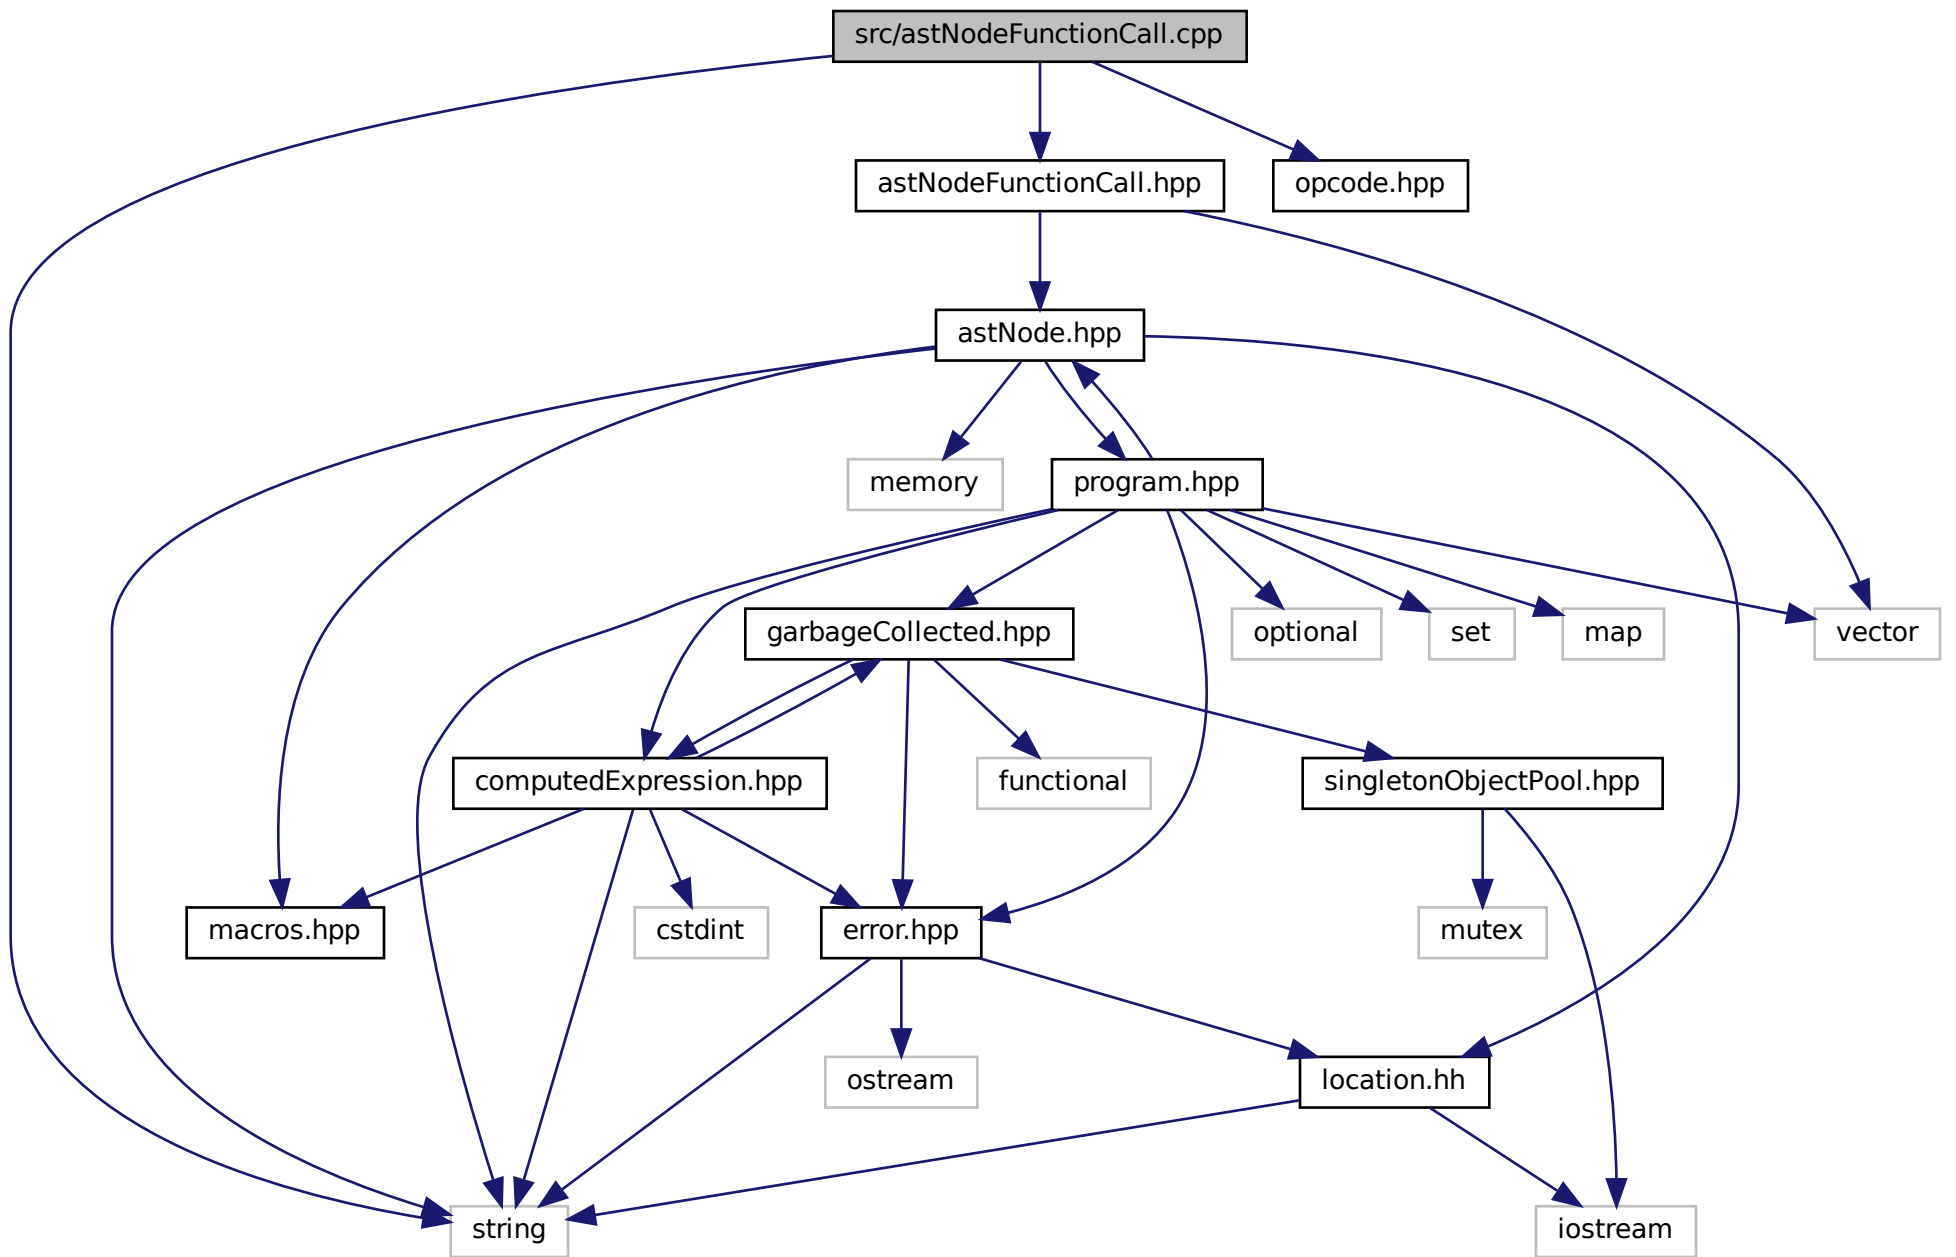 src/astNodeFunctionCall.cpp
astNodeFunctionCall.hpp
opcode.hpp
astNode.hpp
memory
program.hpp
garbageCollected.hpp
optional
set
map
vector
computedExpression.hpp
functional
singletonObjectPool.hpp
macros.hpp
cstdint
error.hpp
mutex
ostream
location.hh
string
iostream